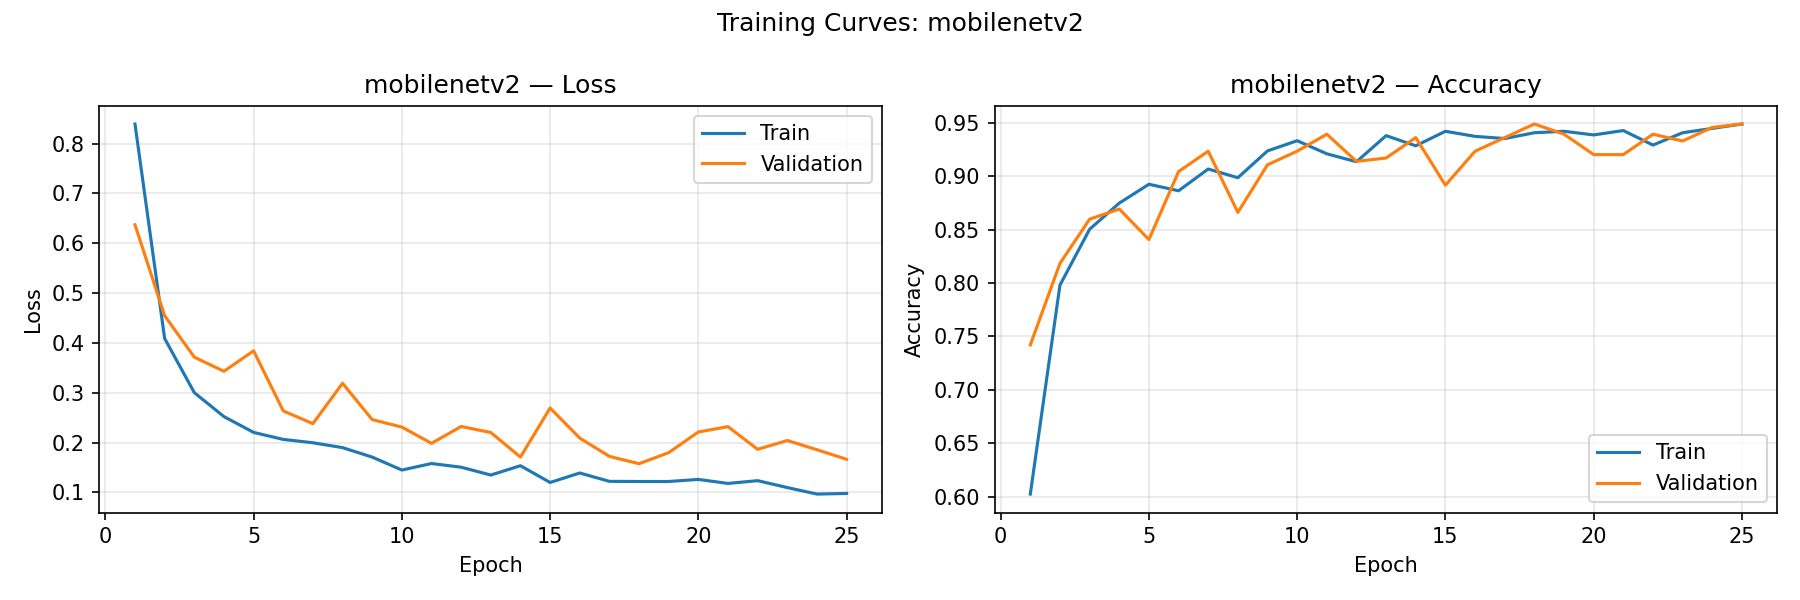 Training Curves: mobilenetv2
mobilenetv2 — Loss
Train
Validation
0.8
0.7
0.6
0.5
0.4
0.3
0.2
0.1
Loss
0
5
10
15
20
25
Epoch
mobilenetv2 — Accuracy
0.95
0.90
0.85
0.80
0.75
0.70
0.65
0.60
Accuracy
Train
Validation
0
5
10
15
20
25
Epoch